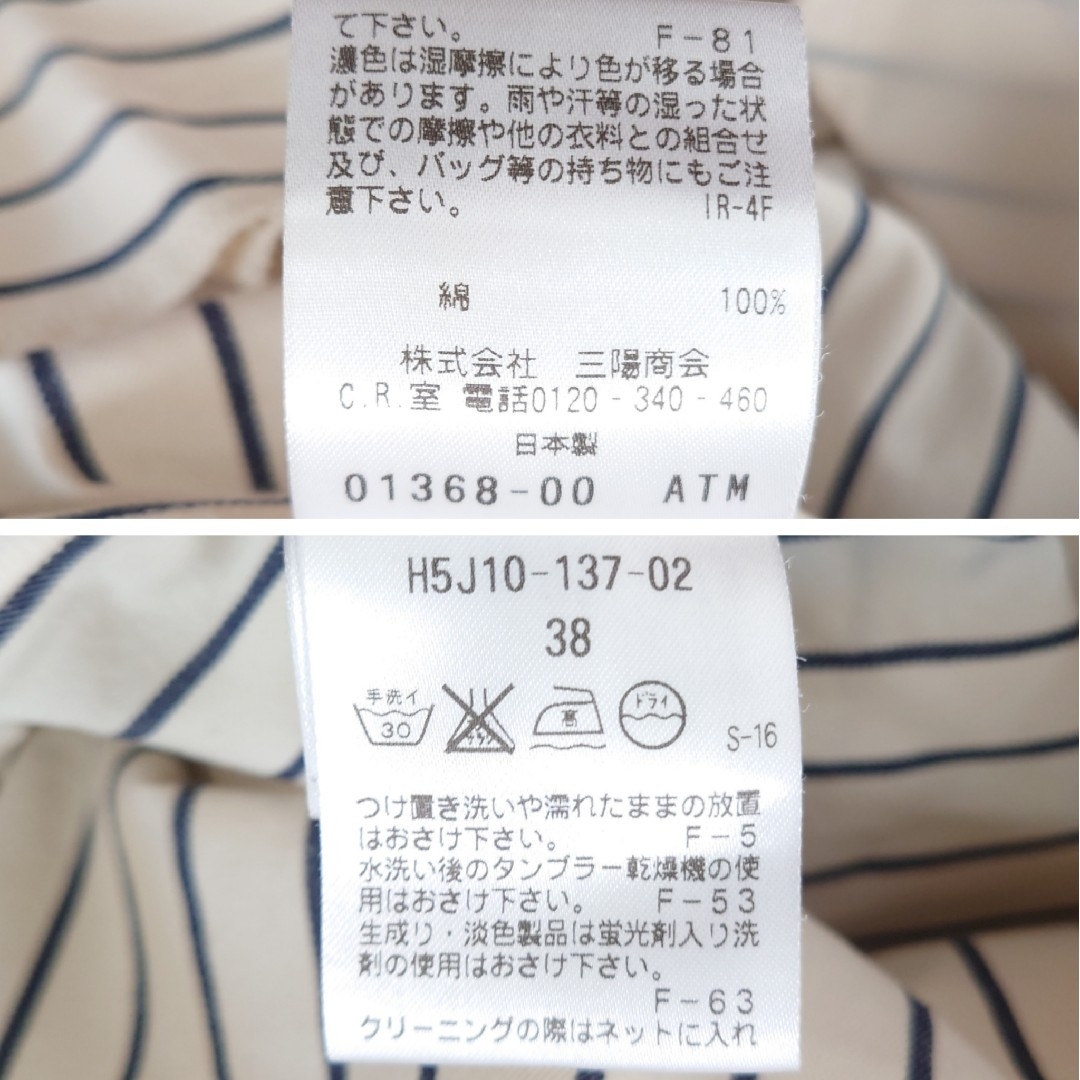 て下さい。 F-81
濃色は湿摩擦により色が移る場合
があります。雨や汗等の湿った状
態での摩擦や他の衣料との組合せ
及び、バッグ等の持ち物にもご注
意下さい。 IR-4F
綿 100%
株式会社 三陽商会
C.R.室 電話0120-340-460
日本製
01368-00 ATM
H5J10-137-02
38
手洗イ
30
高
ドライ
S-16
つけ置き洗いや濡れたままの放置
はおさけ下さい。 F-5
水洗い後のタンブラー乾燥機の使
用はおさけ下さい。 F-53
生成り・淡色製品は蛍光剤入り洗
剤の使用はおさけ下さい。
F-63
クリーニングの際はネットに入れ